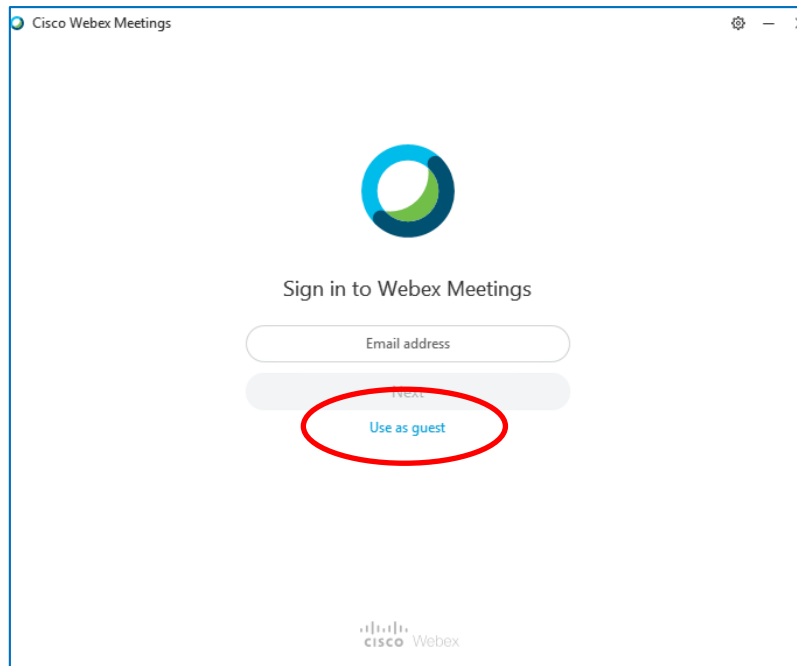 Cisco Webex Meetings
Sign in to Webex Meetings
Email address
Next
Use as guest
CISCO Webex